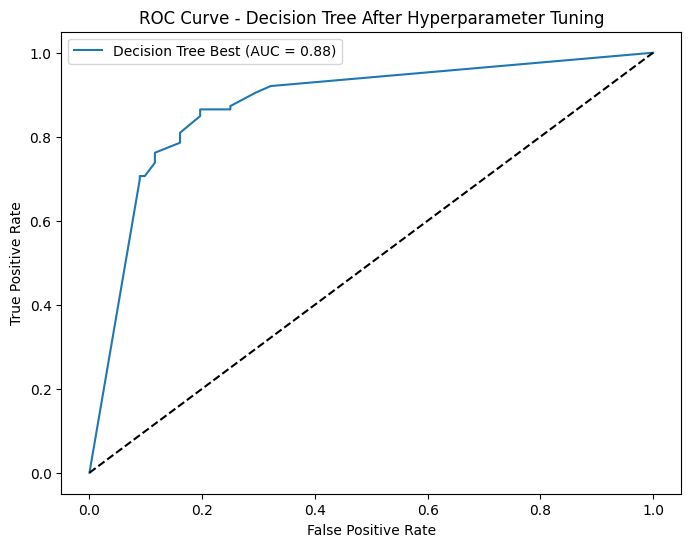 ROC Curve - Decision Tree After Hyperparameter Tuning
Decision Tree Best (AUC = 0.88)
True Positive Rate
1.0
0.8
0.6
0.4
0.2
0.0
0.0 0.2 0.4 0.6 0.8 1.0
False Positive Rate